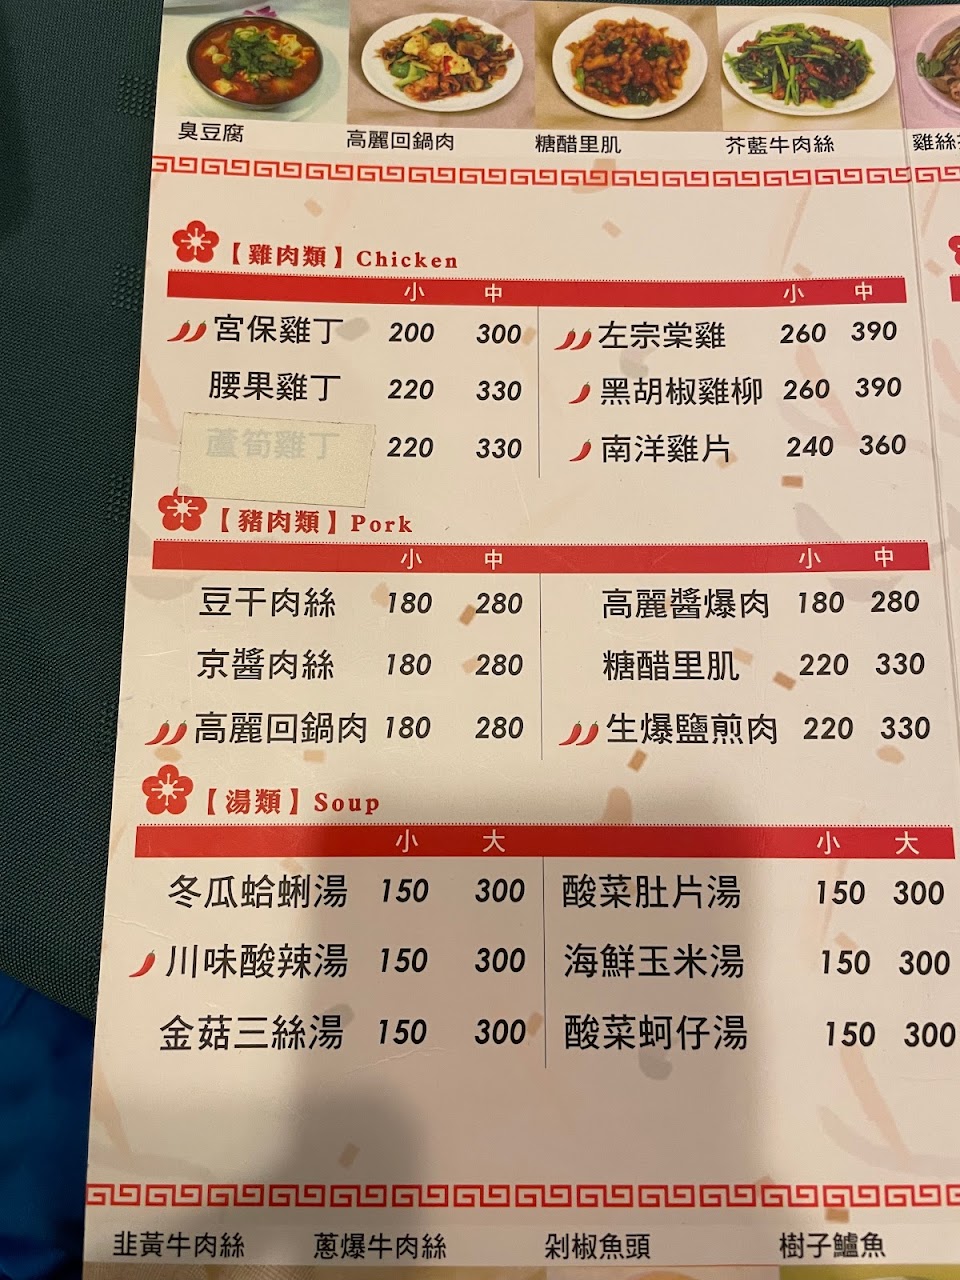 臭豆腐 高麗回鍋肉 糖醋里肌 芥藍牛肉絲 雞絲
【雞肉類】Chicken
小 中 小 中
宮保雞丁 200 300 左宗棠雞 260 390
腰果雞丁 220 330 黑胡椒雞柳 260 390
蘆筍雞丁 220 330 南洋雞片 240 360
【豬肉類】Pork
小 中 小 中
豆干肉絲 180 280 高麗醬爆肉 180 280
京醬肉絲 180 280 糖醋里肌 220 330
高麗回鍋肉 180 280 生爆鹽煎肉 220 330
【湯類】Soup
小 大 小 大
冬瓜蛤蜊湯 150 300 酸菜肚片湯 150 300
川味酸辣湯 150 300 海鮮玉米湯 150 300
金菇三絲湯 150 300 酸菜蚵仔湯 150 300
韭黃牛肉絲 蔥爆牛肉絲 剁椒魚頭 樹子鱸魚